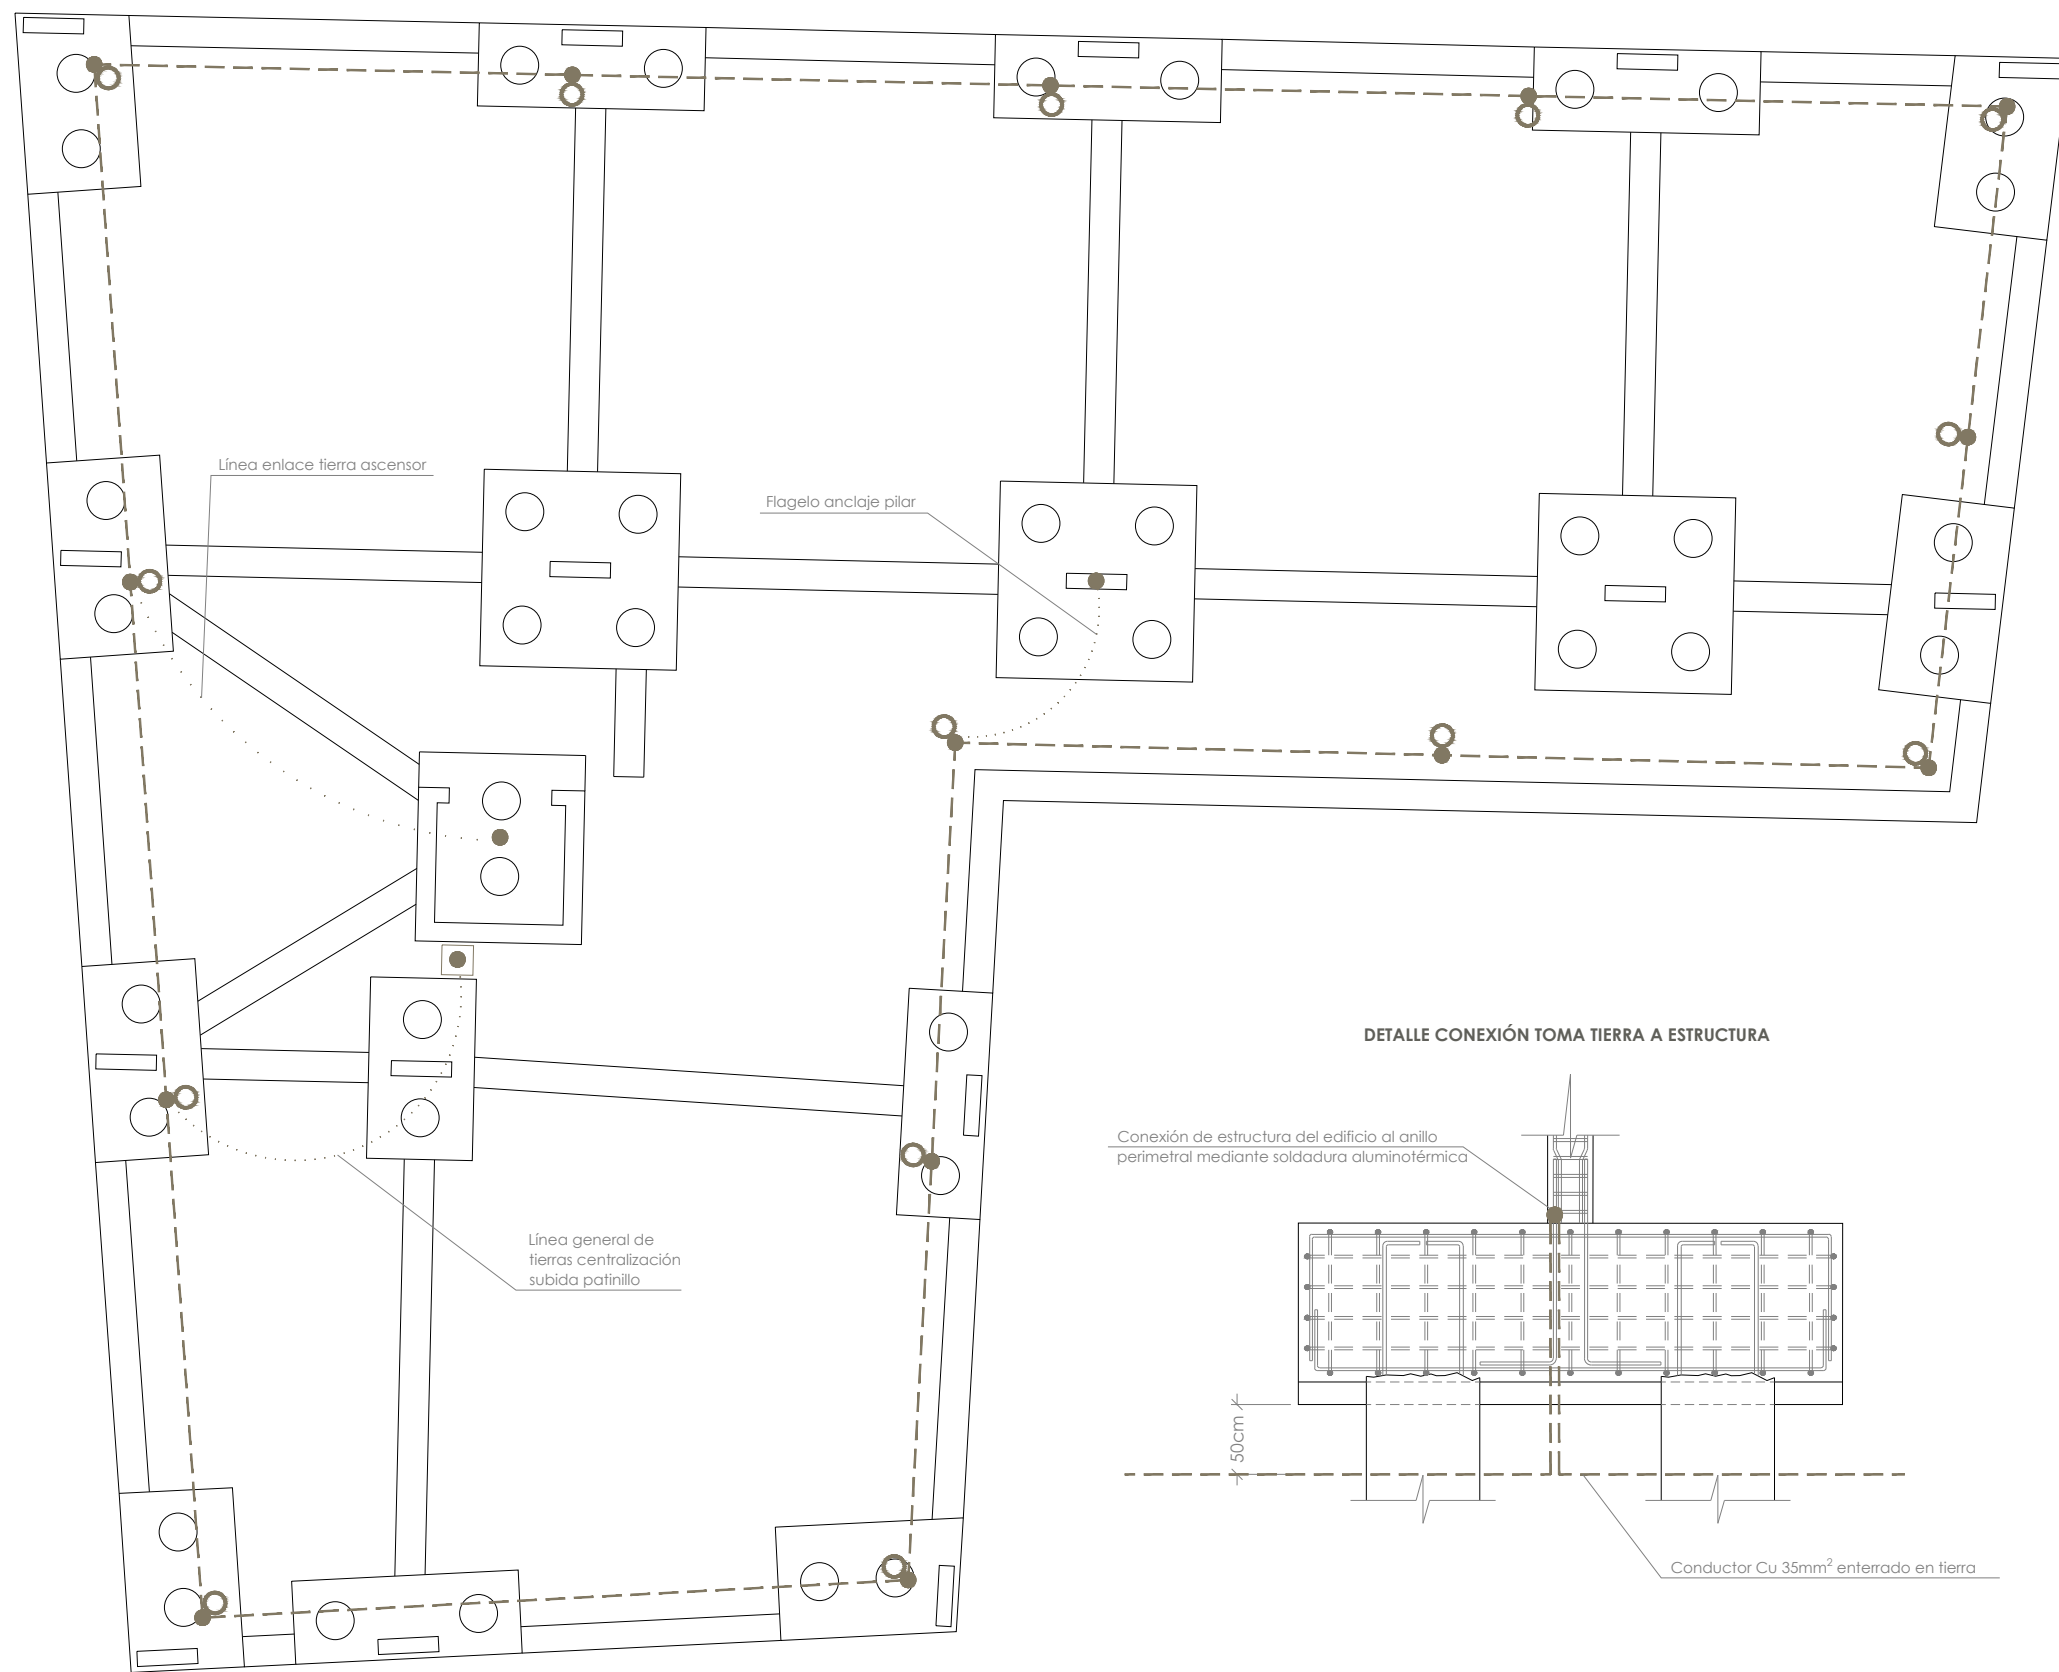 Línea enlace tierra ascensor
Flagelo anclaje pilar
DETALLE CONEXIÓN TOMA TIERRA A ESTRUCTURA
Conexión de estructura del edificio al anillo
perimetral mediante soldadura aluminotérmica
Línea general de
tierras centralización
subida patinillo
50cm
Conductor Cu 35mm² enterrado en tierra